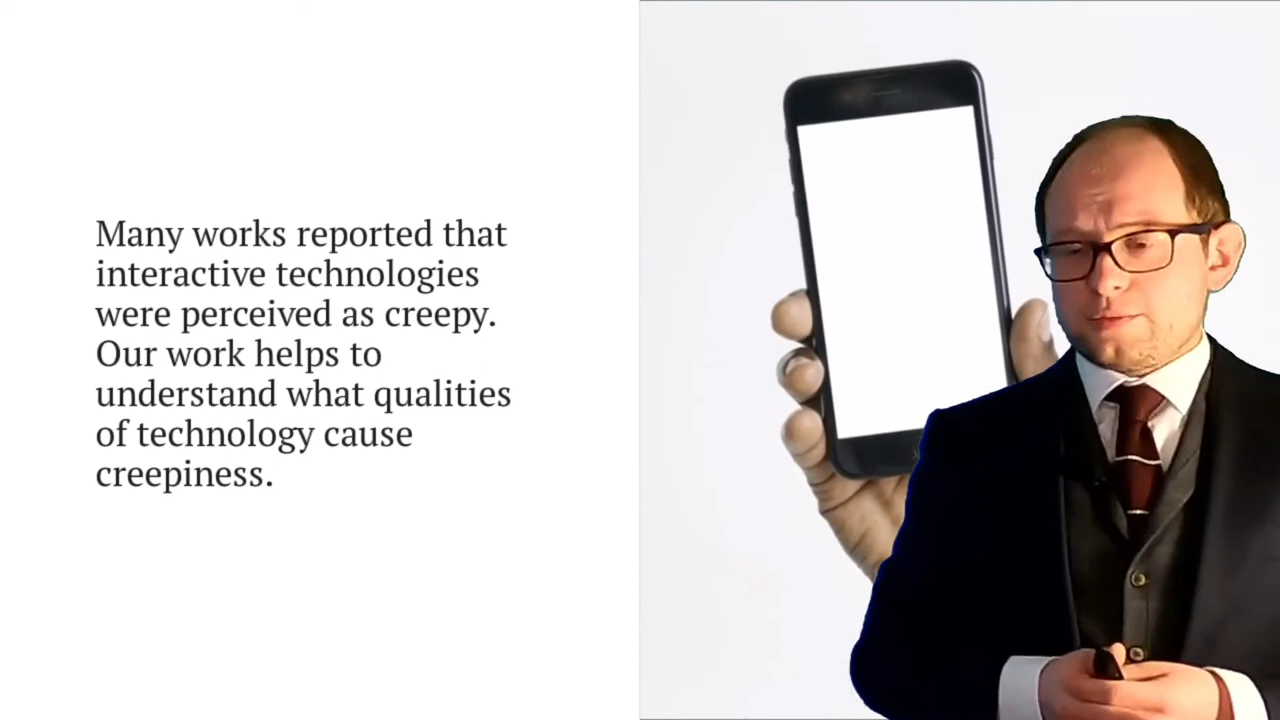 Many works reported that
interactive technologies
were perceived as creepy.
Our work helps to
understand what qualities
of technology cause
creepiness.